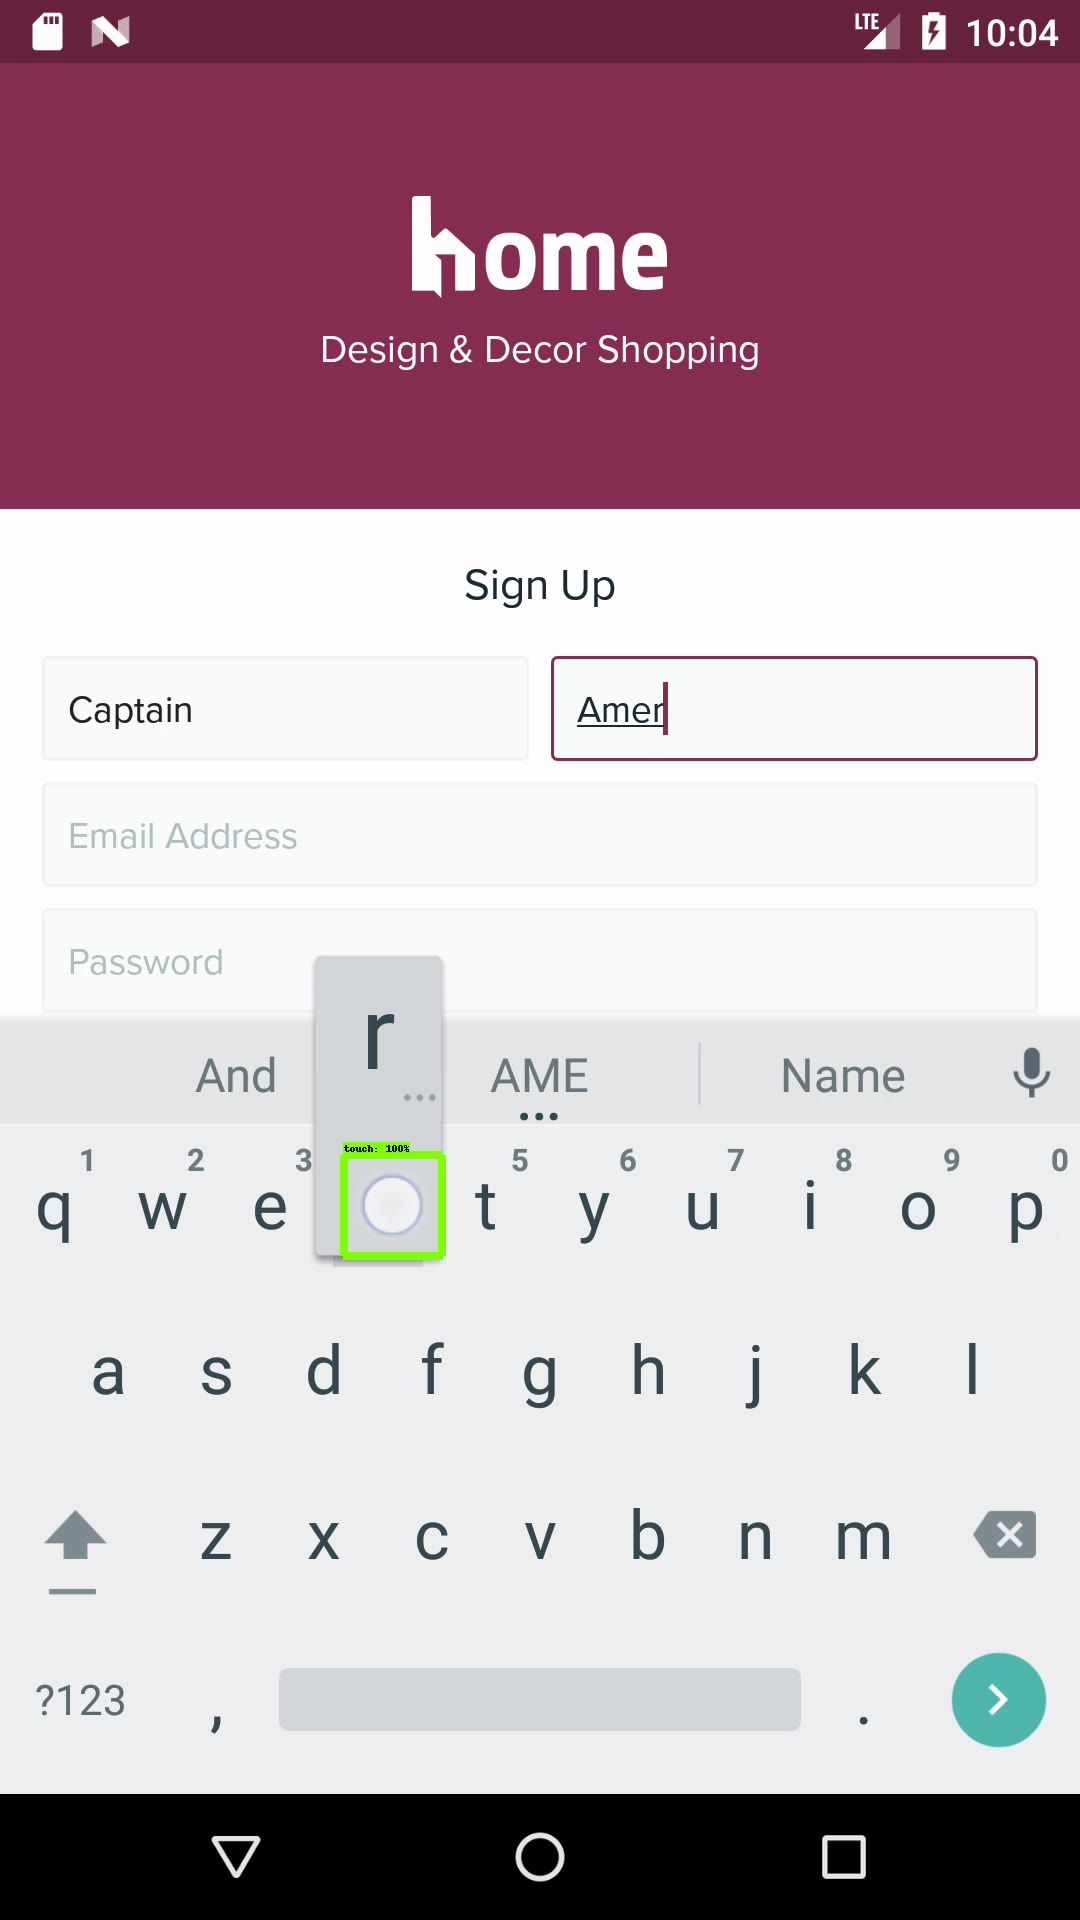 LTE 10:04
home
Design & Decor Shopping
Sign Up
Captain Amer
Email Address
Password
r
...
And AME Name
touch: 100%
1 2 3 5 6 7 8 9 0
q w e t y u i o p
a s d f g h j k l
z x c v b n m
?123 , .